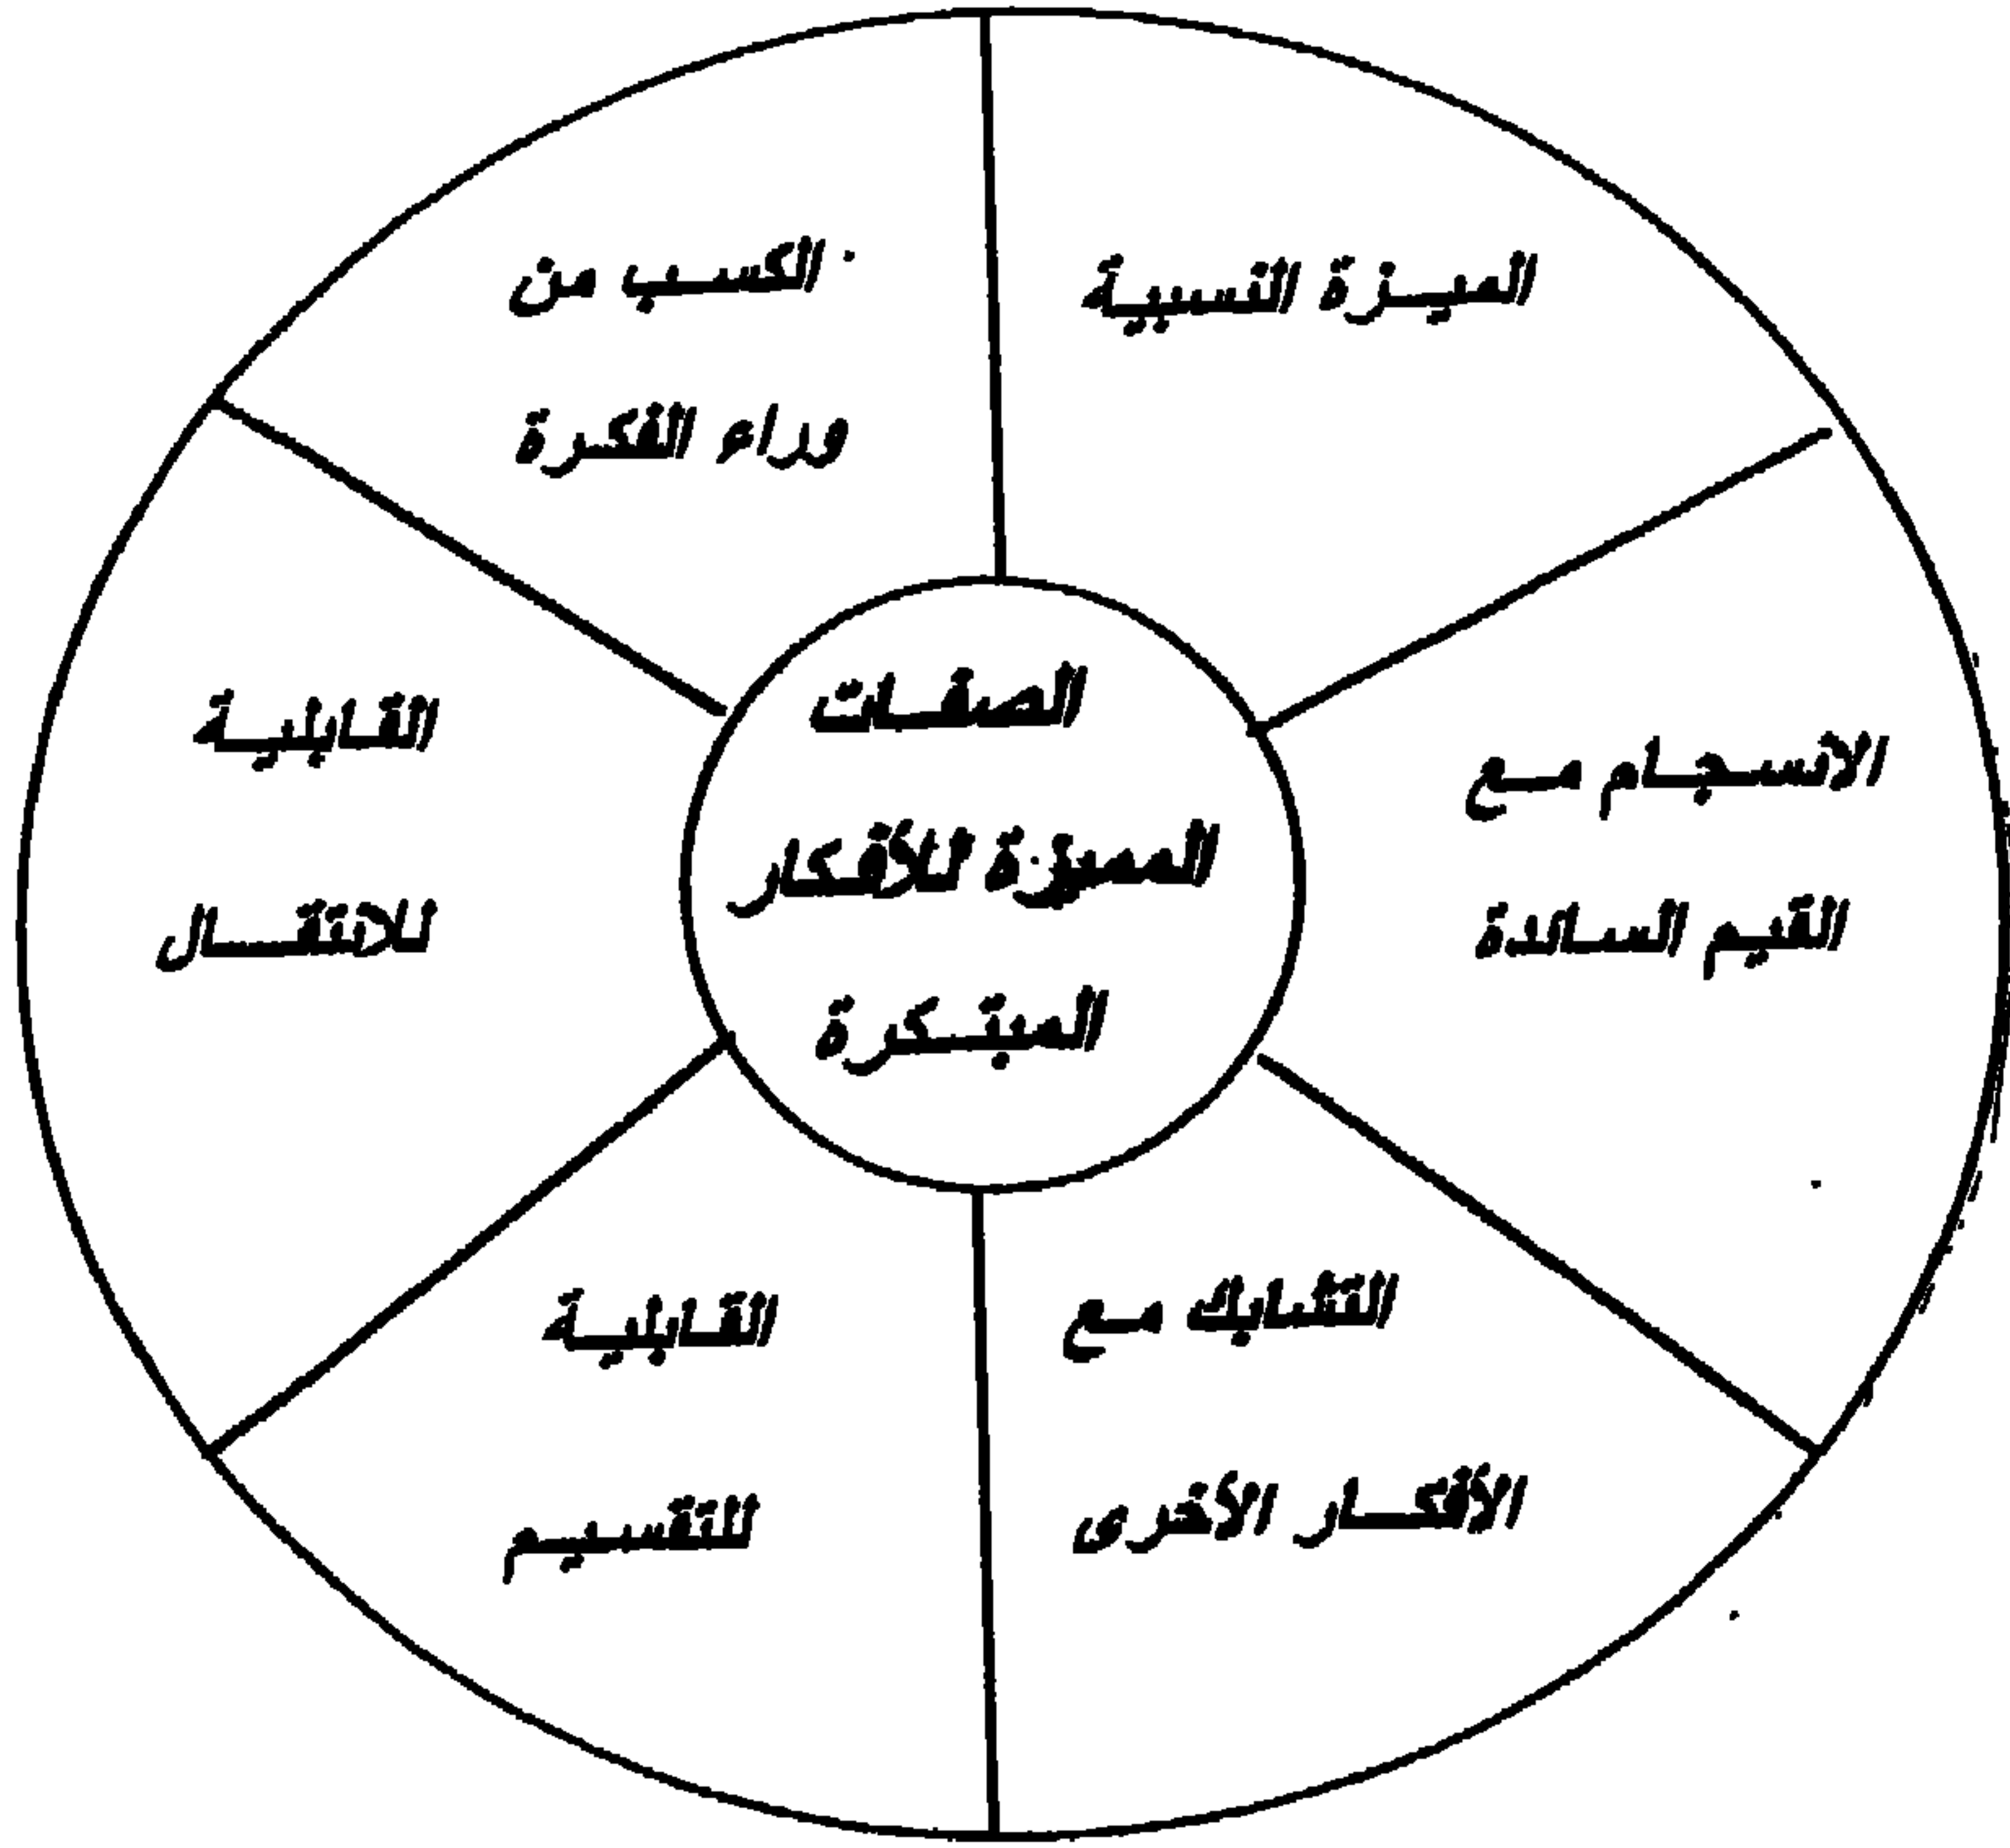 الصفات
المميزة للأفكار
المبتكرة
الميزة النسبية
الانسجام مع
القيم السائدة
التشابك مع
الأفكار الأخرى
القابلية
للتقسيم
القابلية
للانتقال
الكسب من
وراء الفكرة